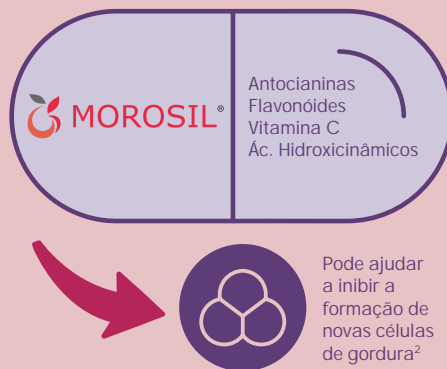 MOROSIL®
Antocianinas
Flavonóides
Vitamina C
Ác. Hidroxicinâmicos
Pode ajudar
a inibir a
formação de
novas células
de gordura²